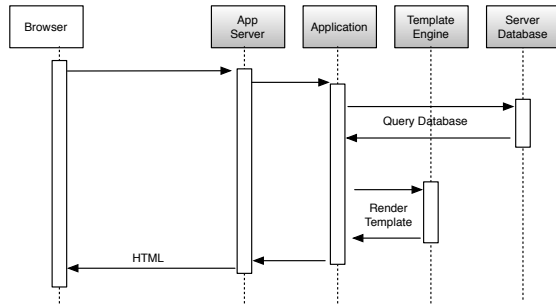 Browser
App
Server
Application
Template
Engine
Server
Database
Query Database
Render
Template
HTML